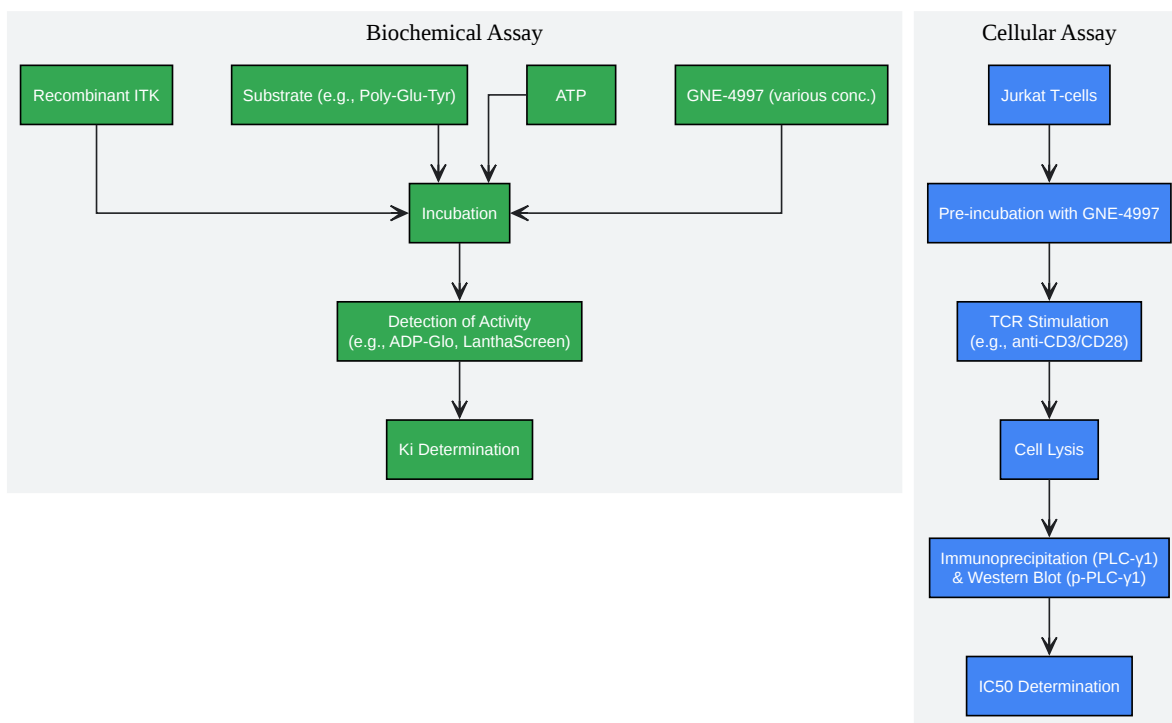 Biochemical Assay
Recombinant ITK
Substrate (e.g., Poly-Glu-Tyr)
ATP
GNE-4997 (various conc.)
Incubation
Detection of Activity
(e.g., ADP-Glo, LanthaScreen)
Ki Determination
Cellular Assay
Jurkat T-cells
Pre-incubation with GNE-4997
TCR Stimulation
(e.g., anti-CD3/CD28)
Cell Lysis
Immunoprecipitation (PLC-γ1)
& Western Blot (p-PLC-γ1)
IC50 Determination